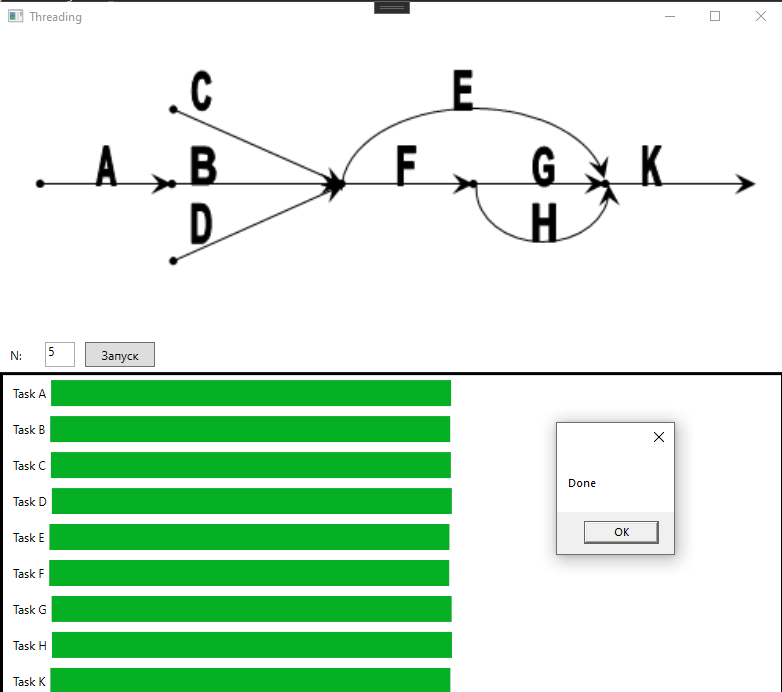 Threading
C
E
A
B
F
G
K
D
H
N:
5
Запуск
Task A
Task B
Task C
Done
Task D
OK
Task E
Task F
Task G
Task H
Task K